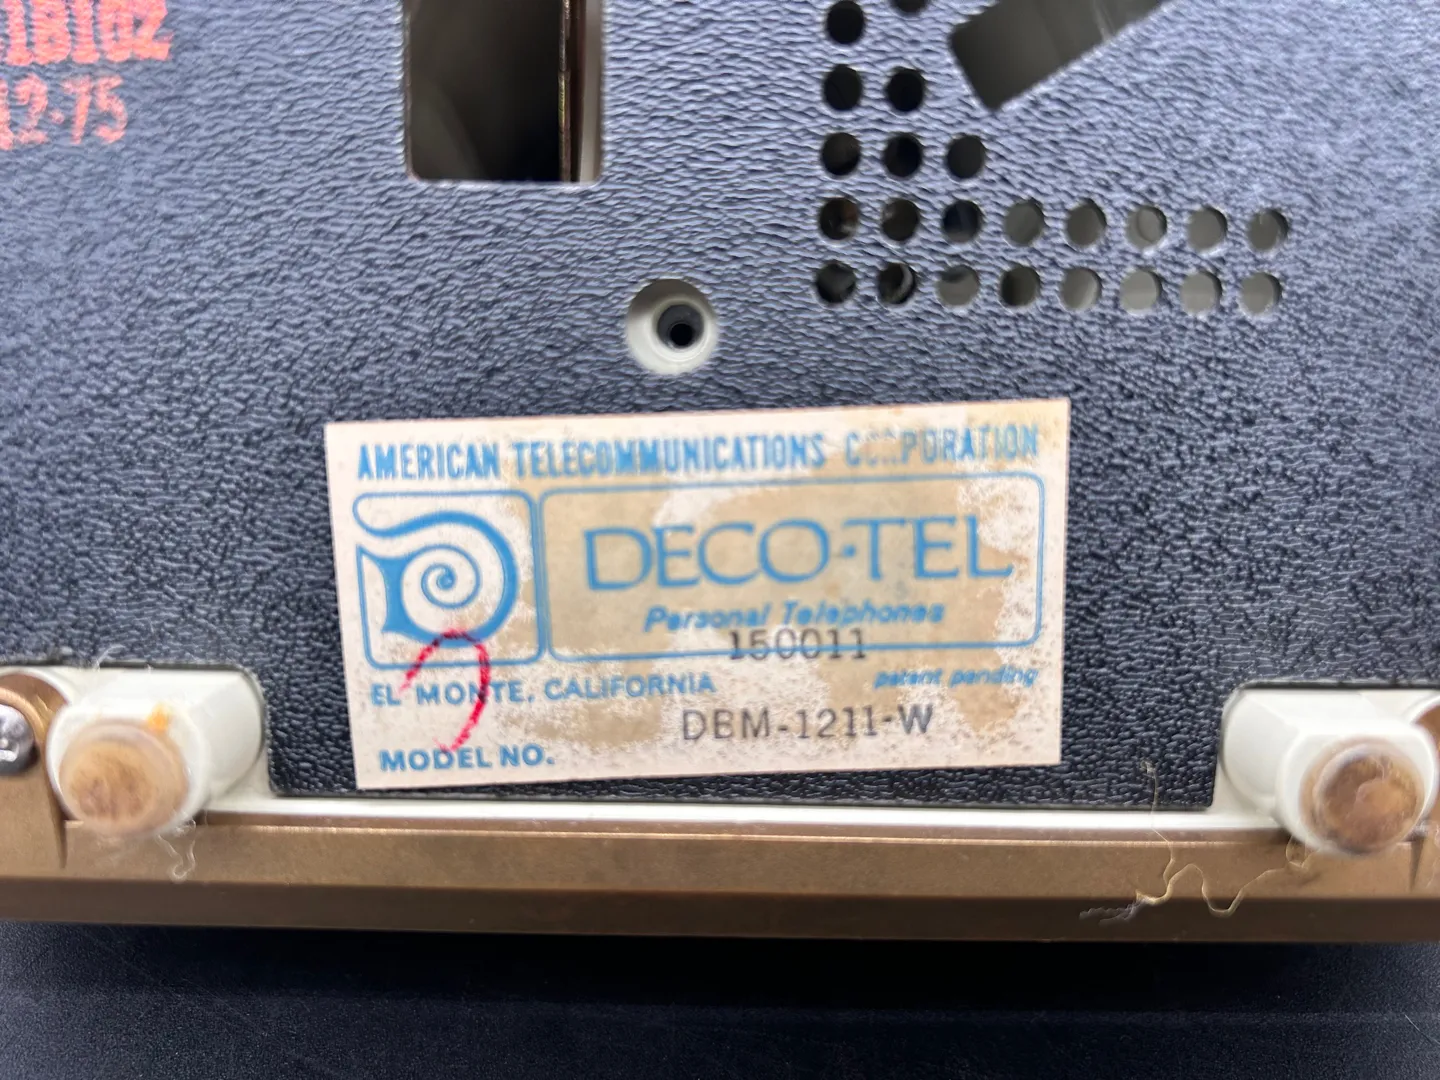 12-75
AMERICAN TELECOMMUNICATIONS CORPORATION
DECO-TEL
Personal Telephones
150011
EL MONTE, CALIFORNIA
patent pending
DBM-1211-W
MODEL NO.